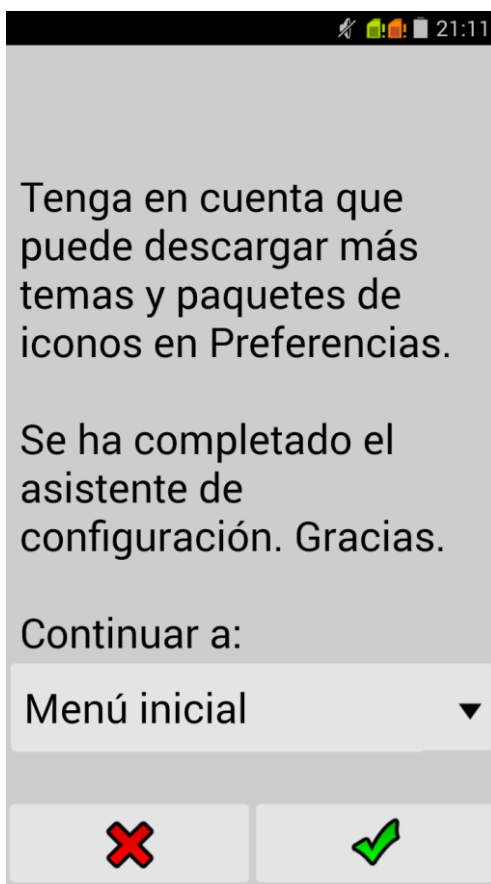 21:11
Tenga en cuenta que
puede descargar más
temas y paquetes de
iconos en Preferencias.
Se ha completado el
asistente de
configuración. Gracias.
Continuar a:
Menú inicial